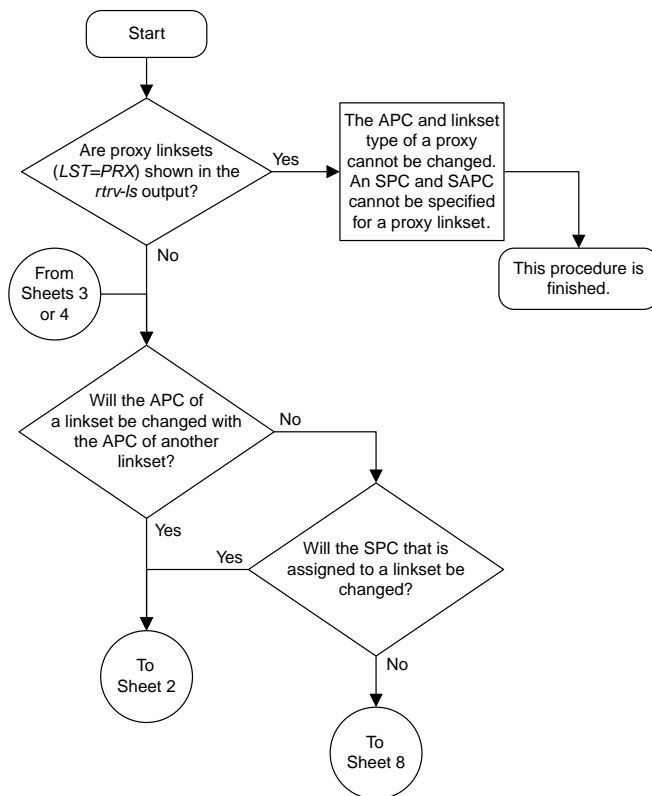 Start
Are proxy linksets
(LST=PRX) shown in the
rtrv-ls output?
Yes
The APC and linkset
type of a proxy
cannot be changed.
An SPC and SAPC
cannot be specified
for a proxy linkset.
This procedure is
finished.
No
From
Sheets 3
or 4
Will the APC of
a linkset be changed with
the APC of another
linkset?
No
Yes
Yes
Will the SPC that is
assigned to a linkset be
changed?
To
Sheet 2
No
To
Sheet 8